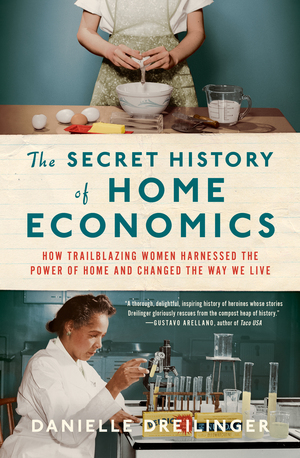 The SECRET HISTORY
of HOME
ECONOMICS
HOW TRAILBLAZING WOMEN HARNESSED THE
POWER OF HOME AND CHANGED THE WAY WE LIVE
"A thorough, delightful, inspiring history of heroines whose stories
Dreilinger gloriously rescues from the compost heap of history."
—GUSTAVO ARELLANO, author of Taco USA
DANIELLE DREILINGER